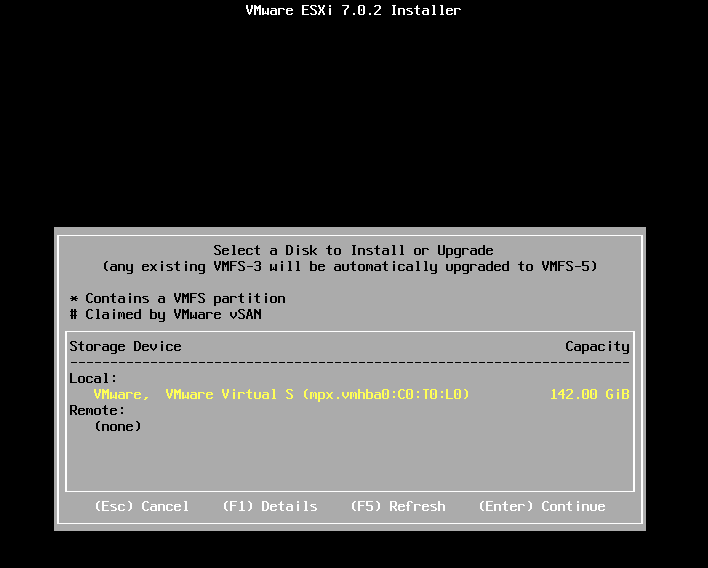 VMware ESXi 7.0.2 Installer
Select a Disk to Install or Upgrade
(any existing VMFS-3 will be automatically upgraded to VMFS-5)
* Contains a VMFS partition
# Claimed by VMware vSAN
Storage Device Capacity
--------------------------------------------------------------------
Local:
VMware,  VMware Virtual S (mpx.vmhba0:C0:T0:L0) 142.00 GiB
Remote:
(none)
(Esc) Cancel (F1) Details (F5) Refresh (Enter) Continue